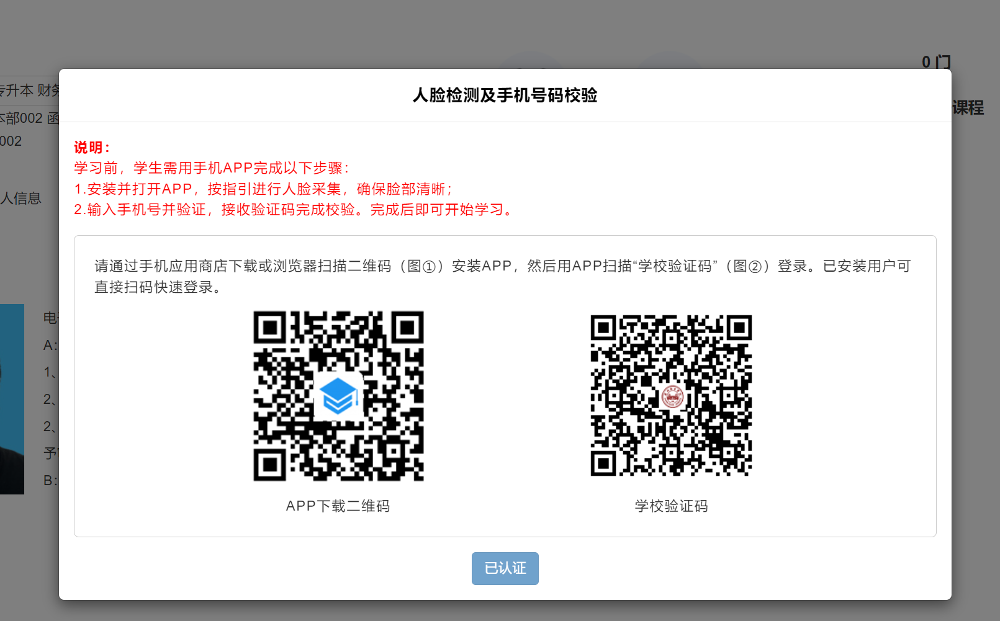 0 门
专升本 财务
人脸检测及手机号码校验
课程
本部002 函
002
说明：
学习前，学生需用手机APP完成以下步骤：
1.安装并打开APP，按指引进行人脸采集，确保脸部清晰；
人信息
2.输入手机号并验证，接收验证码完成校验。完成后即可开始学习。
请通过手机应用商店下载或浏览器扫描二维码（图①）安装APP，然后用APP扫描“学校验证码”（图②）登录。已安装用户可
直接扫码快速登录。
电
A：
1、
2、
2、
予
B：
APP下载二维码
学校验证码
已认证